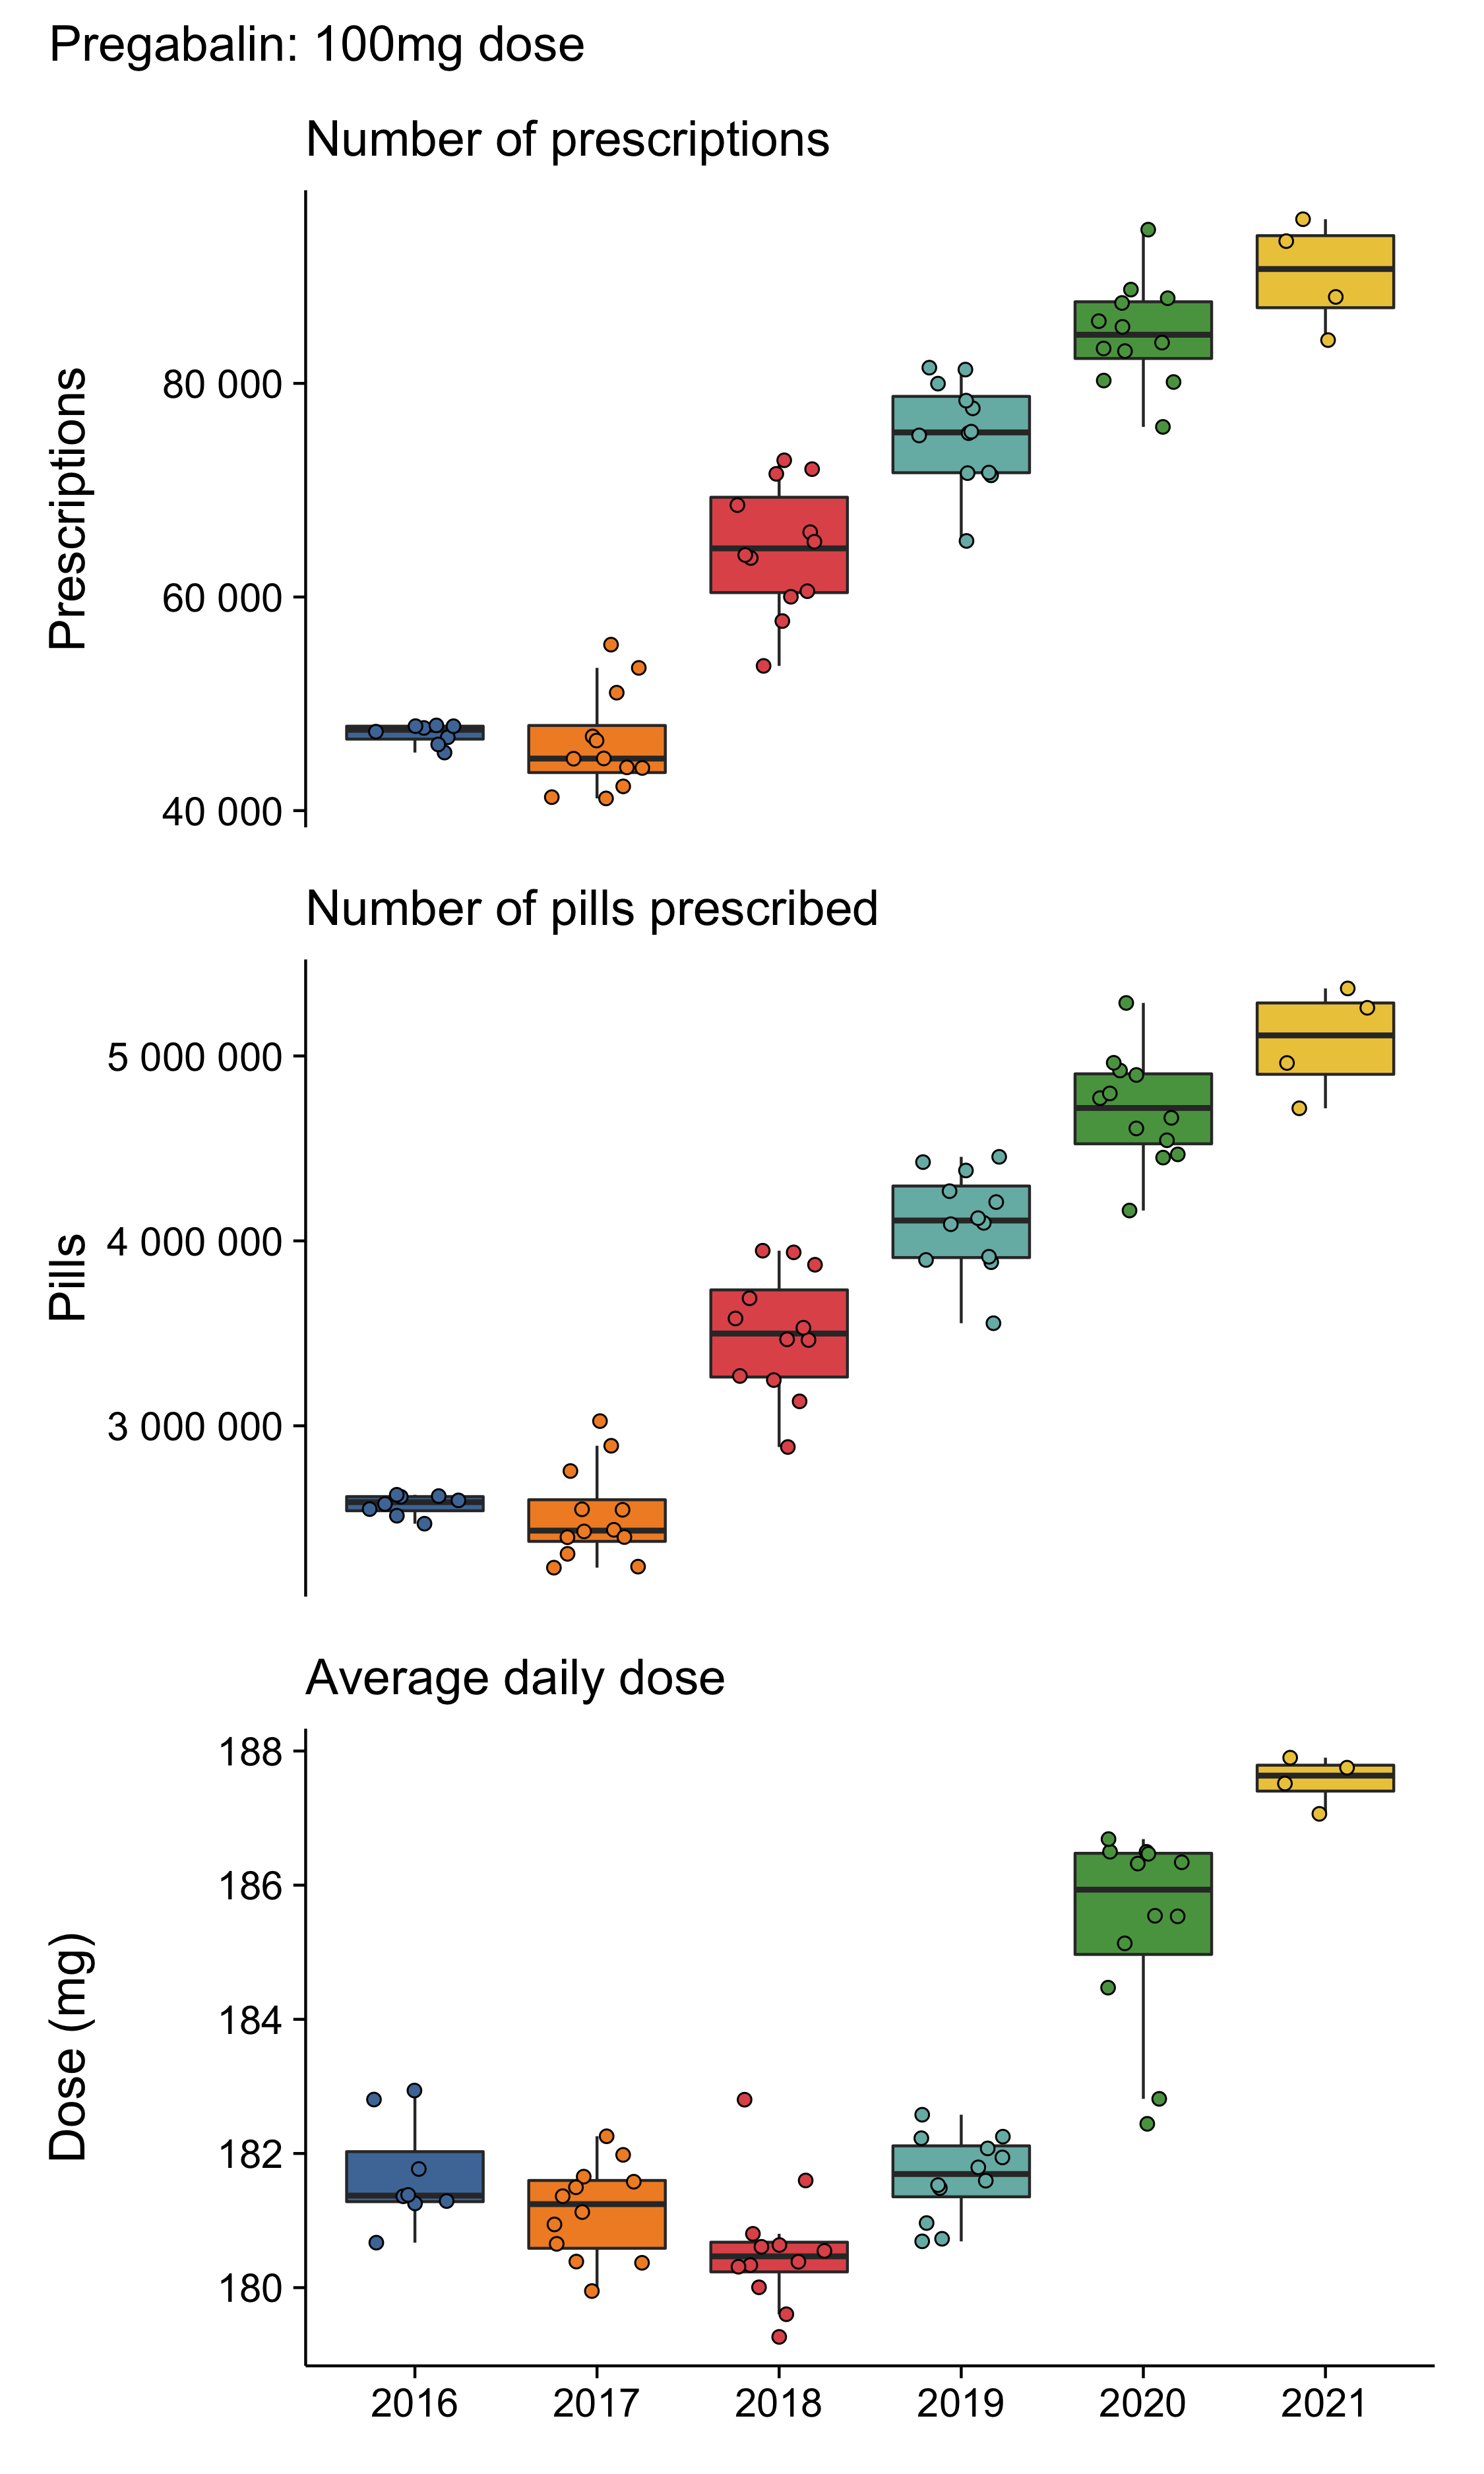 Pregabalin: 100mg dose
Number of prescriptions
Prescriptions
80 000
60 000
40 000
Number of pills prescribed
Pills
5 000 000
4 000 000
3 000 000
Average daily dose
Dose (mg)
188
186
184
182
180
2016 2017 2018 2019 2020 2021